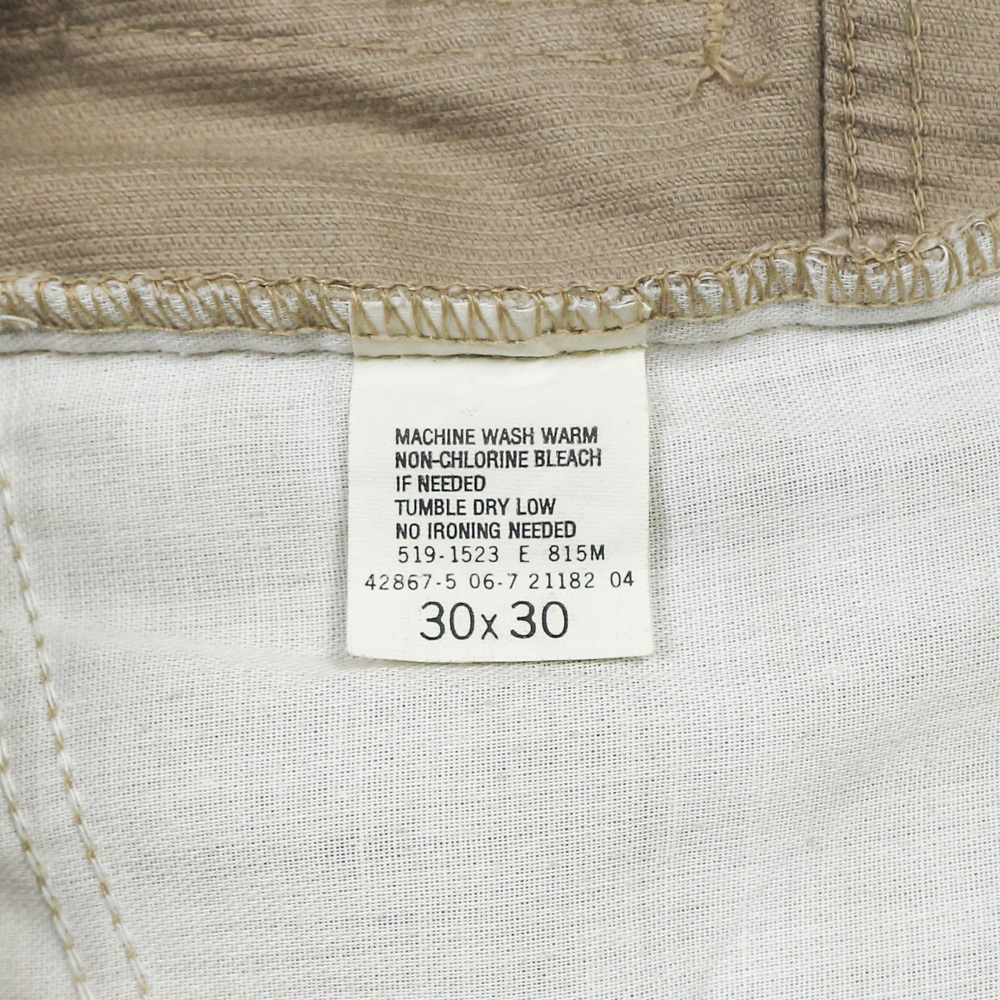 MACHINE WASH WARM
NON-CHLORINE BLEACH
IF NEEDED
TUMBLE DRY LOW
NO IRONING NEEDED
519-1523 E 815M
42867-5 06-7 21182 04
30x30